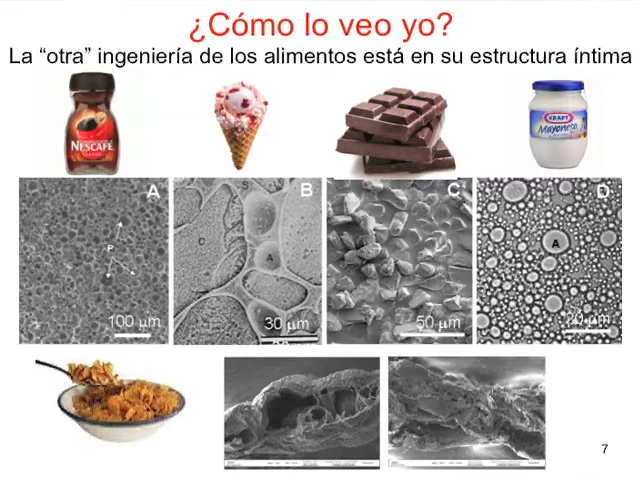 ¿Cómo lo veo yo?
La “otra” ingeniería de los alimentos está en su estructura íntima
NESCAFÉ
KRAFT
Mayonesa
A
P
100 µm
S
B
C
A
30 µm
C
50 µm
D
A
20 µm
7